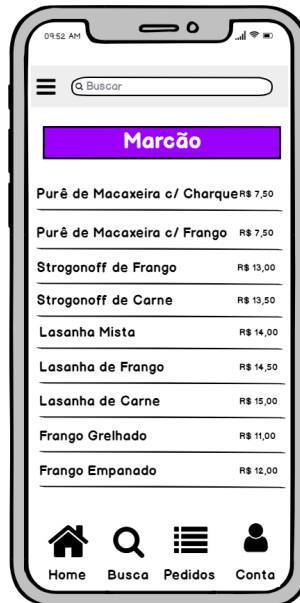 09:52 AM
Buscar
Marcão
Purê de Macaxeira c/ Charque R$ 7,50
Purê de Macaxeira c/ Frango R$ 7,50
Strogonoff de Frango R$ 13,00
Strogonoff de Carne R$ 13,50
Lasanha Mista R$ 14,00
Lasanha de Frango R$ 14,50
Lasanha de Carne R$ 15,00
Frango Grelhado R$ 11,00
Frango Empanado R$ 12,00
Home Busca Pedidos Conta